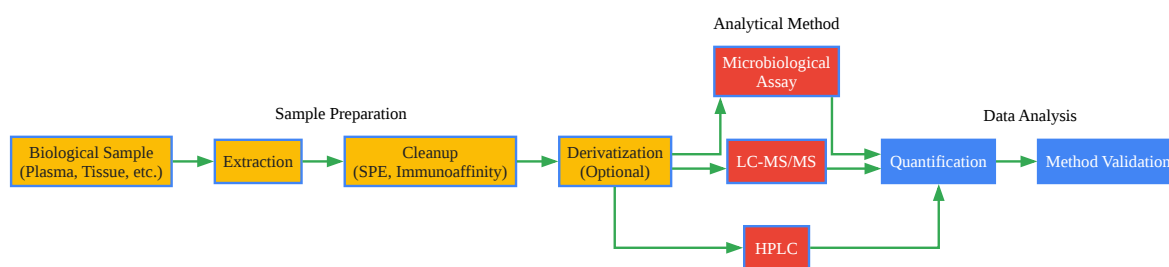 Analytical Method
Microbiological
Assay
Sample Preparation
Data Analysis
Biological Sample
(Plasma, Tissue, etc.)
Extraction
Cleanup
(SPE, Immunoaffinity)
Derivatization
(Optional)
LC-MS/MS
Quantification
Method Validation
HPLC